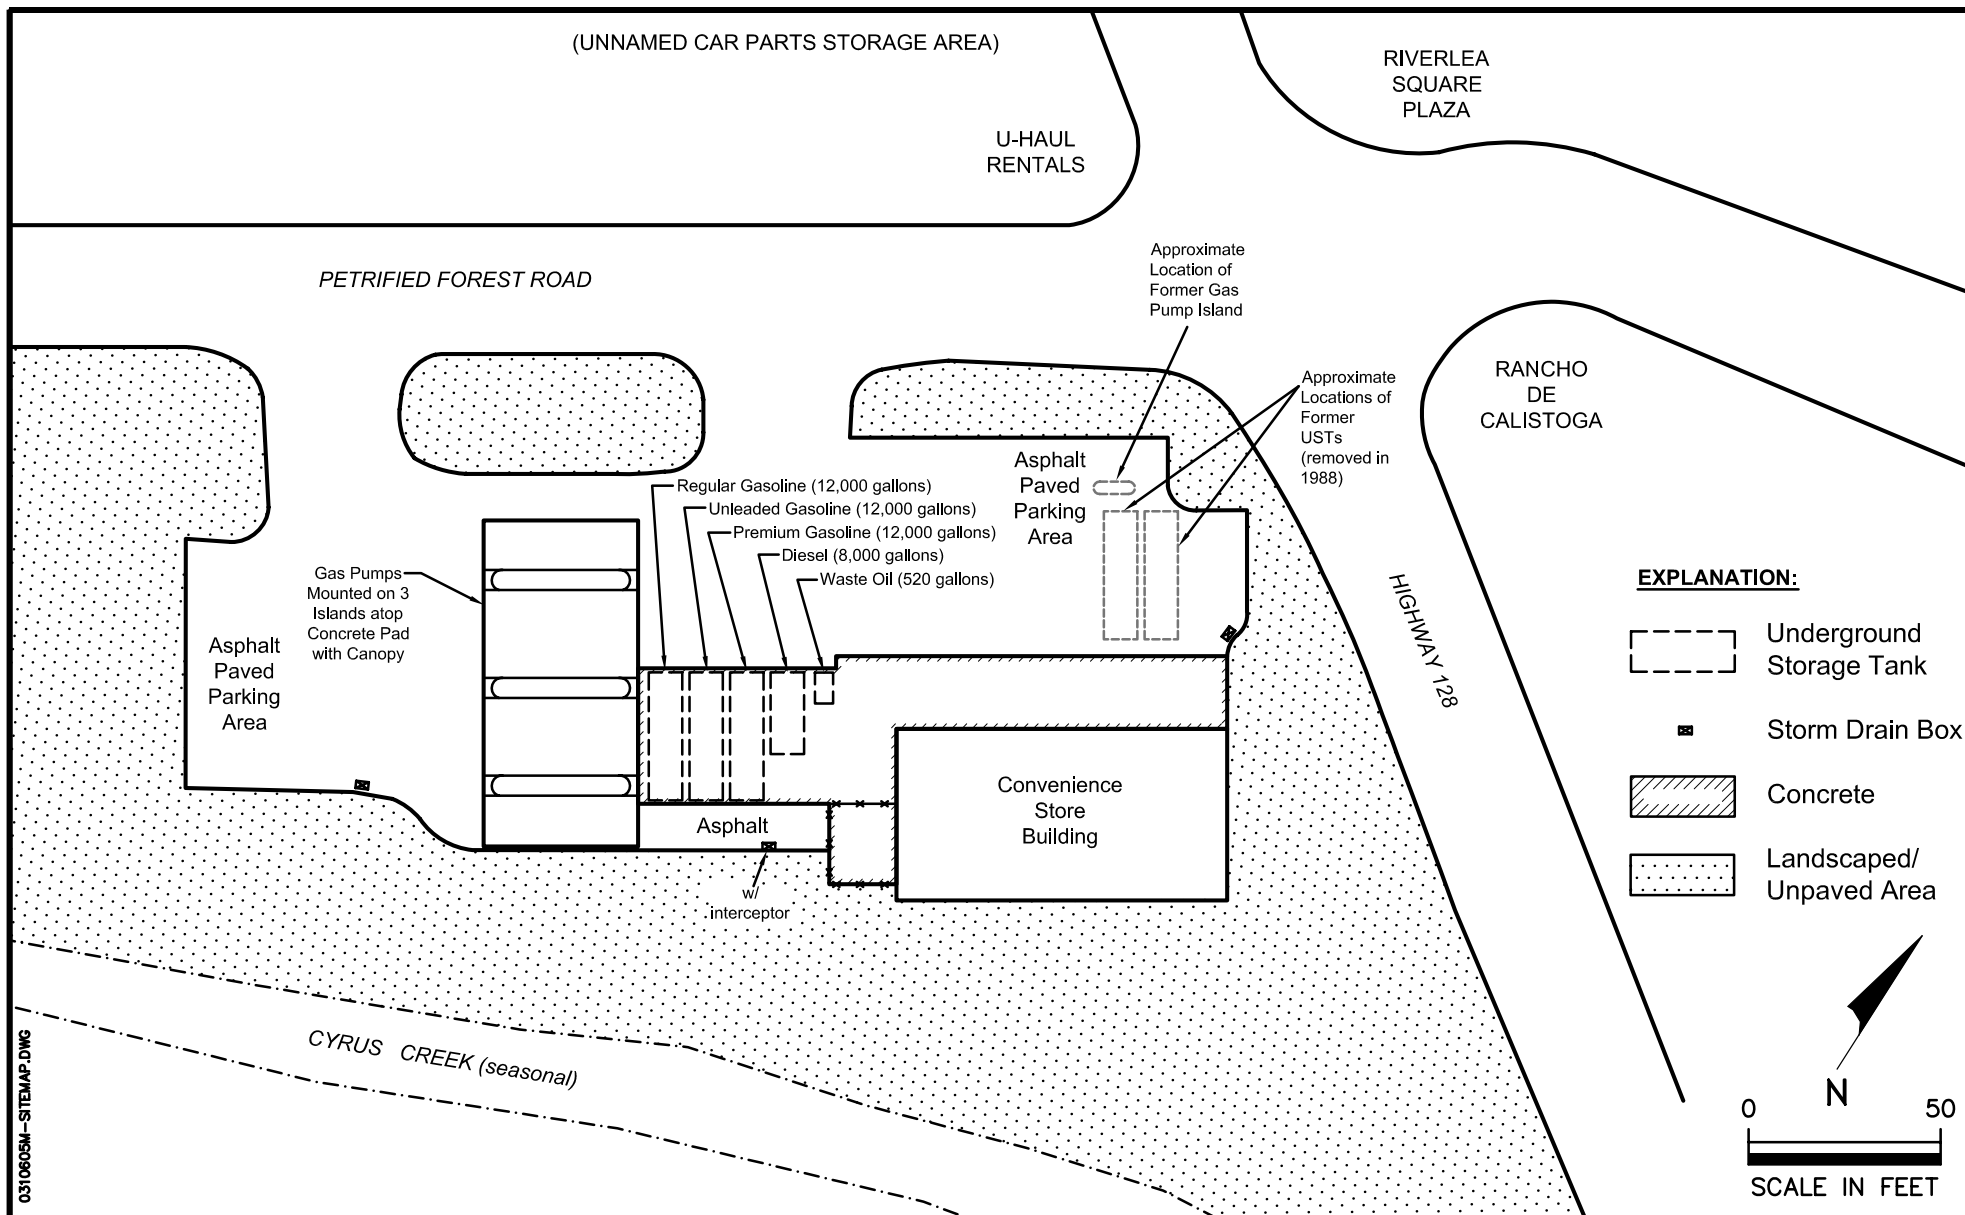 (UNNAMED CAR PARTS STORAGE AREA)
RIVERLEA
SQUARE
PLAZA
U-HAUL
RENTALS
PETRIFIED FOREST ROAD
Approximate
Location of
Former Gas
Pump Island
Approximate
Locations of
Former
USTs
(removed in
1988)
RANCHO
DE
CALISTOGA
Asphalt
Paved
Parking
Area
Regular Gasoline (12,000 gallons)
Unleaded Gasoline (12,000 gallons)
Premium Gasoline (12,000 gallons)
Diesel (8,000 gallons)
Waste Oil (520 gallons)
Gas Pumps
Mounted on 3
Islands atop
Concrete Pad
with Canopy
Asphalt
Paved
Parking
Area
HIGHWAY 128
EXPLANATION:
Underground
Storage Tank
Storm Drain Box
Concrete
Landscaped/
Unpaved Area
Convenience
Store
Building
Asphalt
w/
interceptor
CYRUS CREEK (seasonal)
N
0 50
SCALE IN FEET
0310605M-SITEMAP.DWG